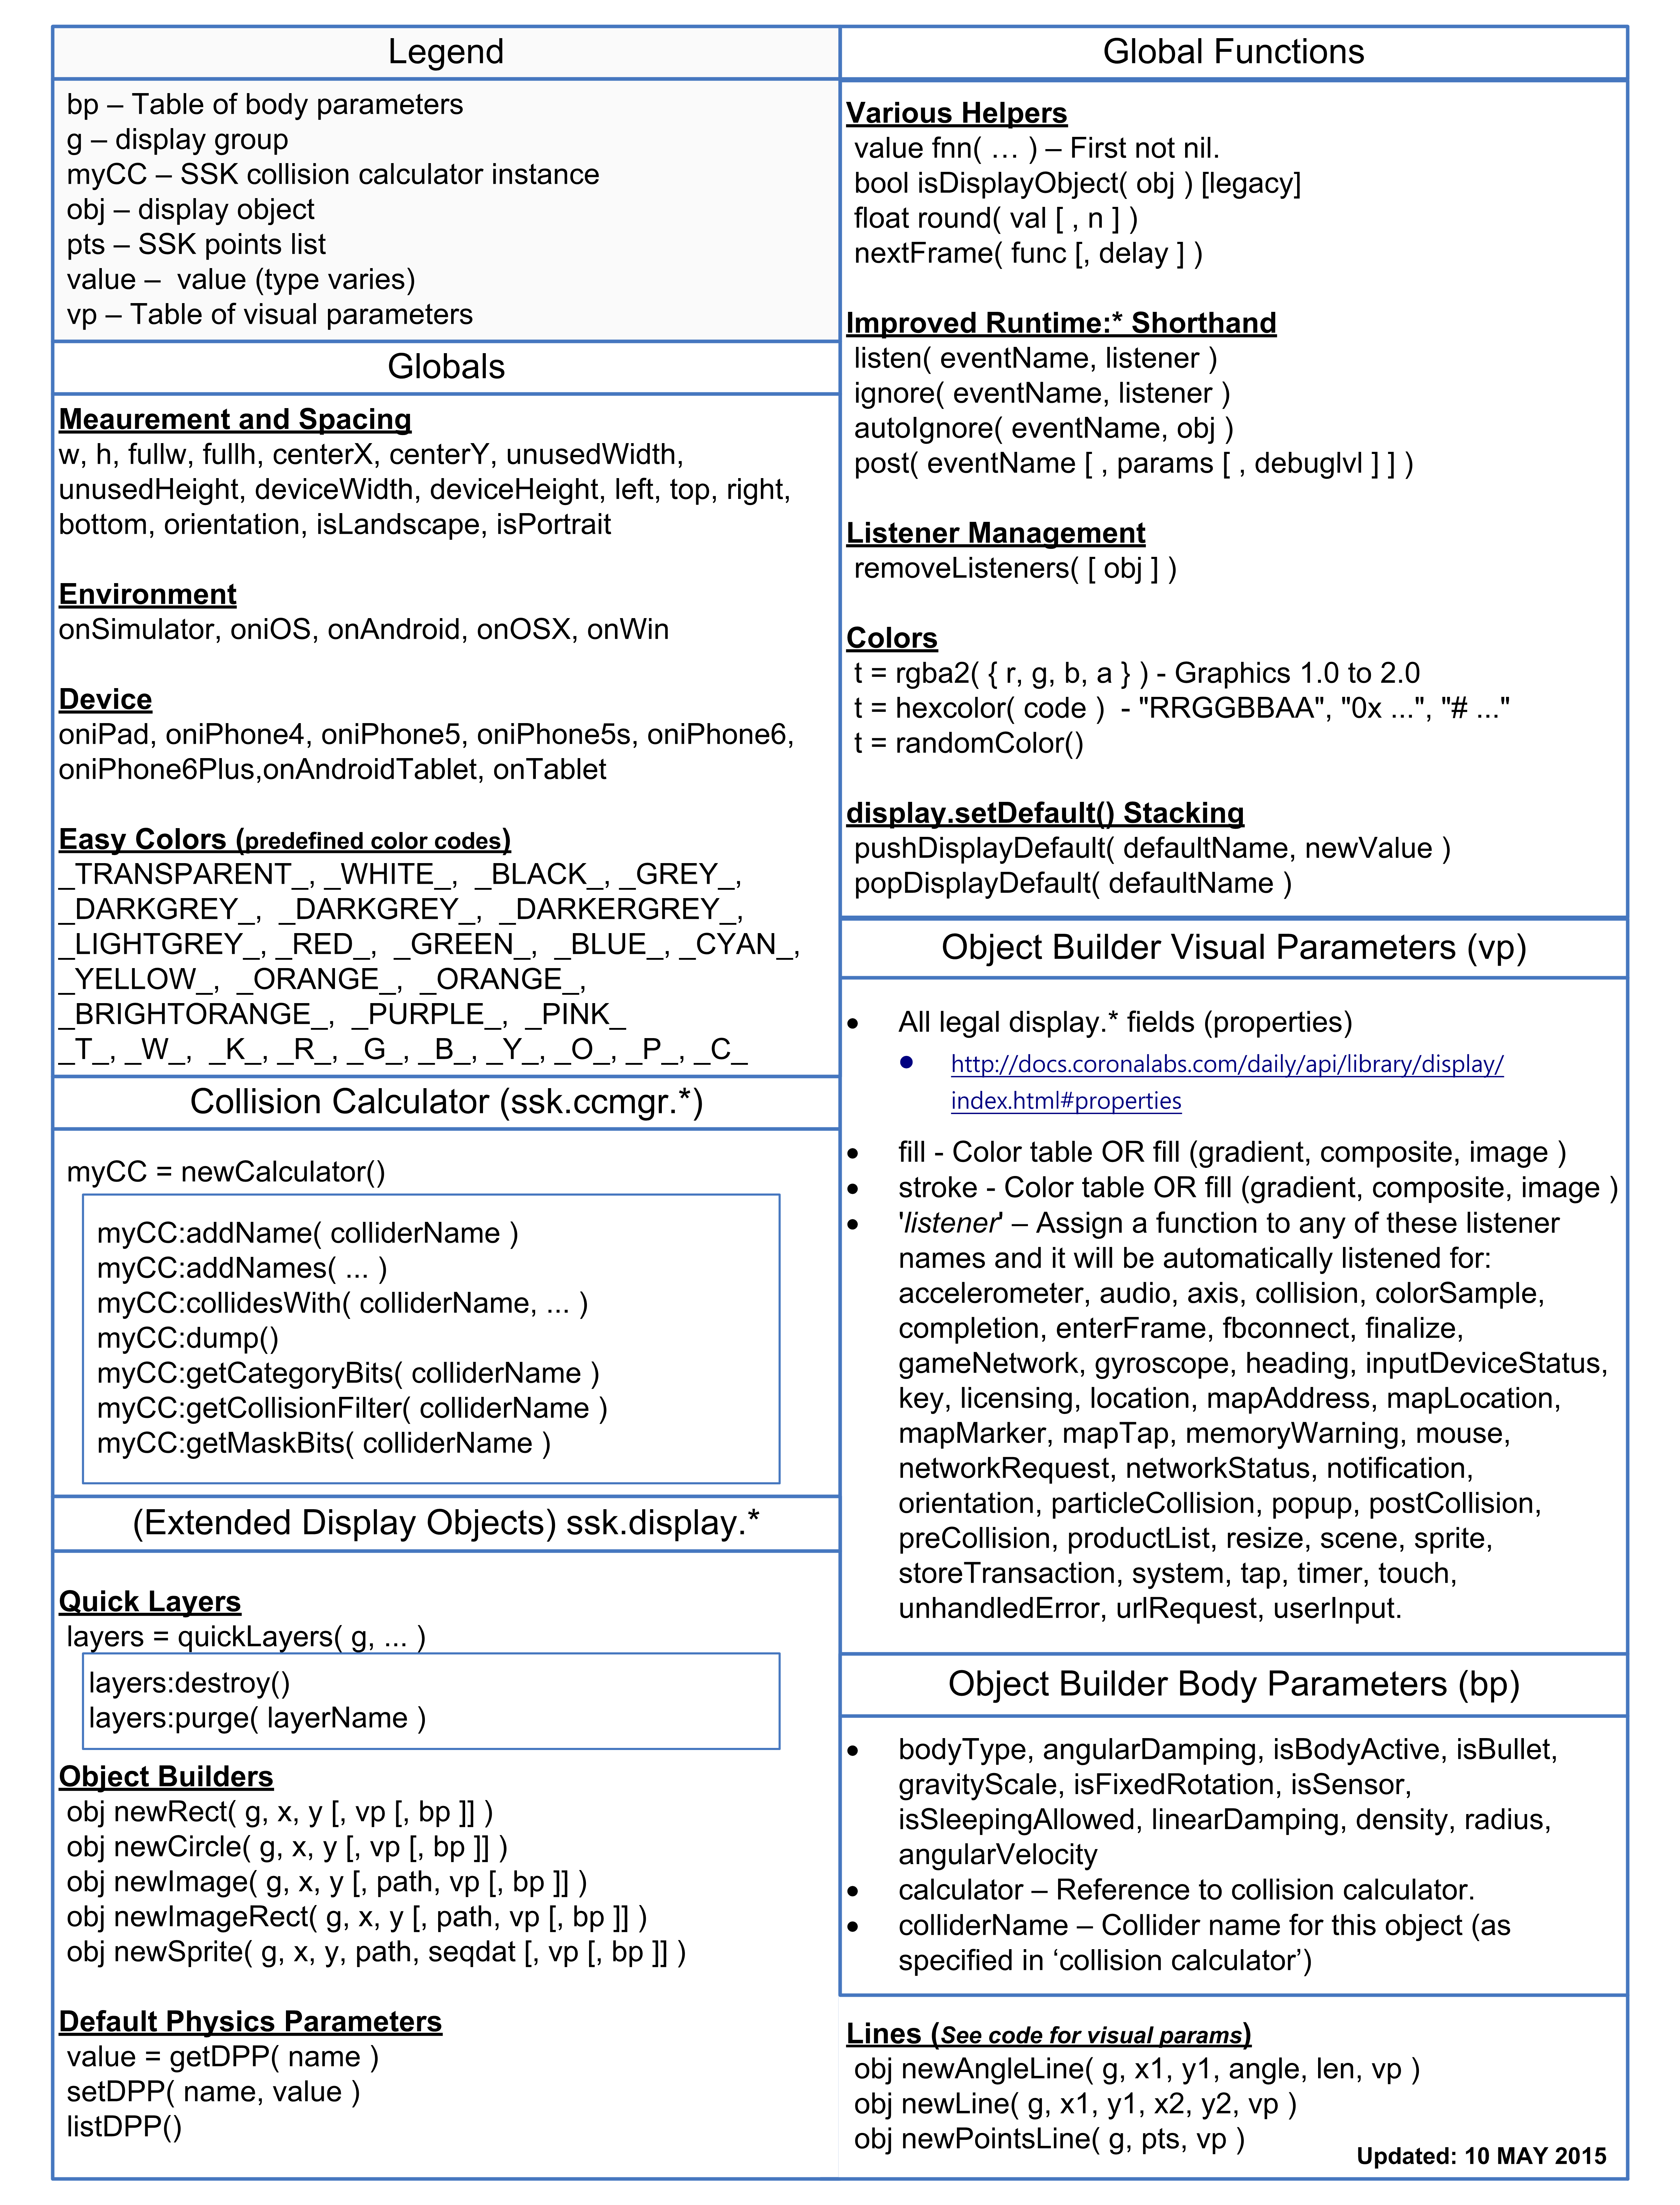 Legend
bp – Table of body parameters
g – display group
myCC – SSK collision calculator instance
obj – display object
pts – SSK points list
value –  value (type varies)
vp – Table of visual parameters
Globals
Meaurement and Spacing
w, h, fullw, fullh, centerX, centerY, unusedWidth,
unusedHeight, deviceWidth, deviceHeight, left, top, right,
bottom, orientation, isLandscape, isPortrait
Environment
onSimulator, oniOS, onAndroid, onOSX, onWin
Device
oniPad, oniPhone4, oniPhone5, oniPhone5s, oniPhone6,
oniPhone6Plus,onAndroidTablet, onTablet
Easy Colors (predefined color codes)
_TRANSPARENT_, _WHITE_,  _BLACK_, _GREY_,
_DARKGREY_,  _DARKGREY_,  _DARKERGREY_,
_LIGHTGREY_, _RED_,  _GREEN_,  _BLUE_, _CYAN_,
_YELLOW_,  _ORANGE_,  _ORANGE_,
_BRIGHTORANGE_,  _PURPLE_,  _PINK_
_T_, _W_,  _K_, _R_, _G_, _B_, _Y_, _O_, _P_, _C_
Collision Calculator (ssk.ccmgr.*)
myCC = newCalculator()
myCC:addName( colliderName )
myCC:addNames( ... )
myCC:collidesWith( colliderName, ... )
myCC:dump()
myCC:getCategoryBits( colliderName )
myCC:getCollisionFilter( colliderName )
myCC:getMaskBits( colliderName )
(Extended Display Objects) ssk.display.*
Quick Layers
layers = quickLayers( g, ... )
layers:destroy()
layers:purge( layerName )
Object Builders
obj newRect( g, x, y [, vp [, bp ]] )
obj newCircle( g, x, y [, vp [, bp ]] )
obj newImage( g, x, y [, path, vp [, bp ]] )
obj newImageRect( g, x, y [, path, vp [, bp ]] )
obj newSprite( g, x, y, path, seqdat [, vp [, bp ]] )
Default Physics Parameters
value = getDPP( name )
setDPP( name, value )
listDPP()
Global Functions
Various Helpers
value fnn( … ) – First not nil.
bool isDisplayObject( obj ) [legacy]
float round( val [ , n ] )
nextFrame( func [, delay ] )
Improved Runtime:* Shorthand
listen( eventName, listener )
ignore( eventName, listener )
autoIgnore( eventName, obj )
post( eventName [ , params [ , debuglvl ] ] )
Listener Management
removeListeners( [ obj ] )
Colors
t = rgba2( { r, g, b, a } ) - Graphics 1.0 to 2.0
t = hexcolor( code )  - "RRGGBBAA", "0x ...", "# ..."
t = randomColor()
display.setDefault() Stacking
pushDisplayDefault( defaultName, newValue )
popDisplayDefault( defaultName )
Object Builder Visual Parameters (vp)
• All legal display.* fields (properties)
• http://docs.coronalabs.com/daily/api/library/display/
index.html#properties
• fill - Color table OR fill (gradient, composite, image )
• stroke - Color table OR fill (gradient, composite, image )
• 'listener' – Assign a function to any of these listener
names and it will be automatically listened for:
accelerometer, audio, axis, collision, colorSample,
completion, enterFrame, fbconnect, finalize,
gameNetwork, gyroscope, heading, inputDeviceStatus,
key, licensing, location, mapAddress, mapLocation,
mapMarker, mapTap, memoryWarning, mouse,
networkRequest, networkStatus, notification,
orientation, particleCollision, popup, postCollision,
preCollision, productList, resize, scene, sprite,
storeTransaction, system, tap, timer, touch,
unhandledError, urlRequest, userInput.
Object Builder Body Parameters (bp)
• bodyType, angularDamping, isBodyActive, isBullet,
gravityScale, isFixedRotation, isSensor,
isSleepingAllowed, linearDamping, density, radius,
angularVelocity
• calculator – Reference to collision calculator.
• colliderName – Collider name for this object (as
specified in ‘collision calculator’)
Lines (See code for visual params)
obj newAngleLine( g, x1, y1, angle, len, vp )
obj newLine( g, x1, y1, x2, y2, vp )
obj newPointsLine( g, pts, vp )
Updated: 10 MAY 2015